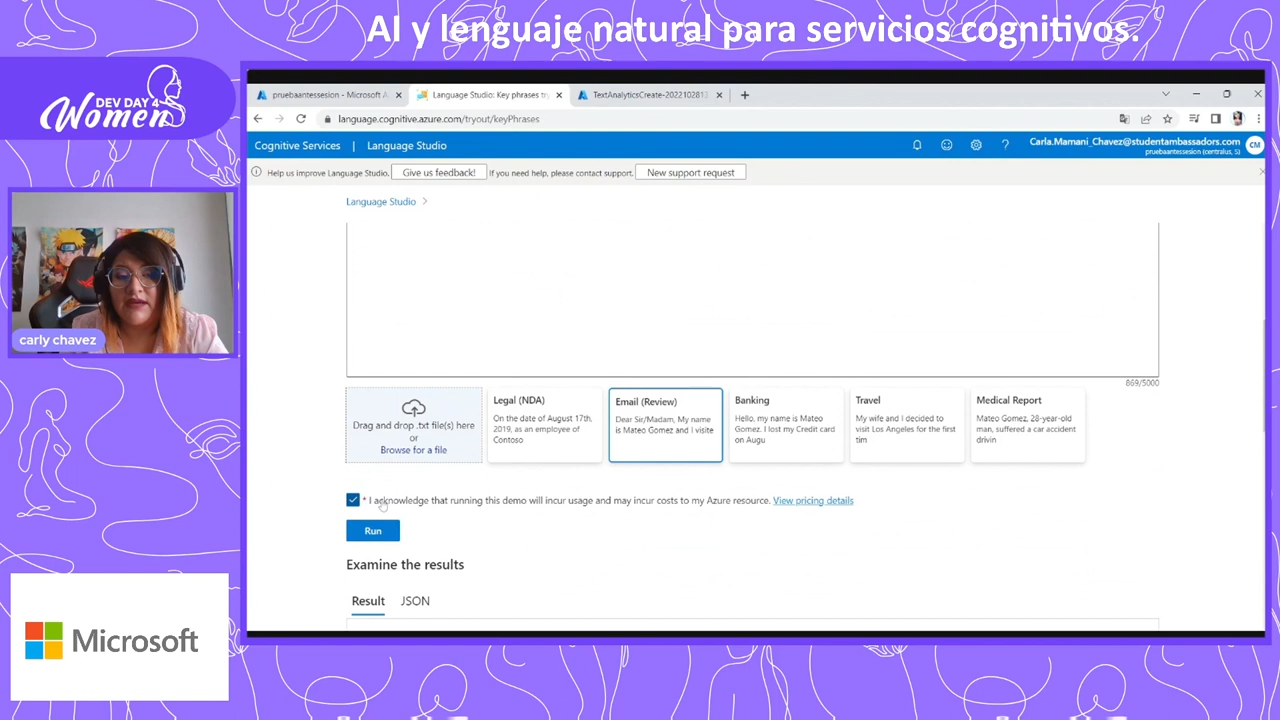 AI y lenguaje natural para servicios cognitivos.
DEV DAY 4
Women
carly chavez
Microsoft
pruebaantessesion - Microsoft A
Language Studio: Key phrases try
TextAnalyticsCreate-2022102813
language.cognitive.azure.com/tryout/keyPhrases
Cognitive Services | Language Studio
Carla.Mamani_Chavez@studentambassadors.com
pruebaantessesion (centralus, S)
CM
Help us improve Language Studio. Give us feedback! If you need help, please contact support. New support request
Language Studio >
869/5000
Drag and drop .txt file(s) here
or
Browse for a file
Legal (NDA)
On the date of August 17th,
2019, as an employee of
Contoso
Email (Review)
Dear Sir/Madam, My name
is Mateo Gomez and I visite
Banking
Hello, my name is Mateo
Gomez. I lost my Credit card
on Augu
Travel
My wife and I decided to
visit Los Angeles for the first
tim
Medical Report
Mateo Gomez, 28-year-old
man, suffered a car accident
drivin
* I acknowledge that running this demo will incur usage and may incur costs to my Azure resource. View pricing details
Run
Examine the results
Result JSON